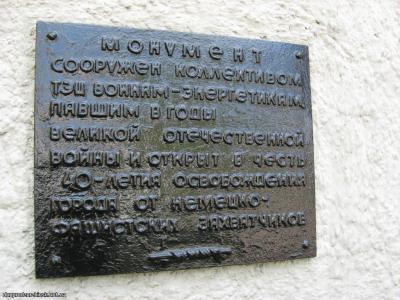 МОНУМЕНТ
СООРУЖЕН КОЛЛЕКТИВОМ
ТЭЦ ВОИНАМ-ЭНЕРГЕТИКАМ,
ПАВШИМ В ГОДЫ
ВЕЛИКОЙ ОТЕЧЕСТВЕННОЙ
ВОЙНЫ И ОТКРЫТ В ЧЕСТЬ
40-ЛЕТИЯ ОСВОБОЖДЕНИЯ
ГОРОДА ОТ НЕМЕЦКО-
ФАШИСТСКИХ ЗАХВАТЧИКОВ